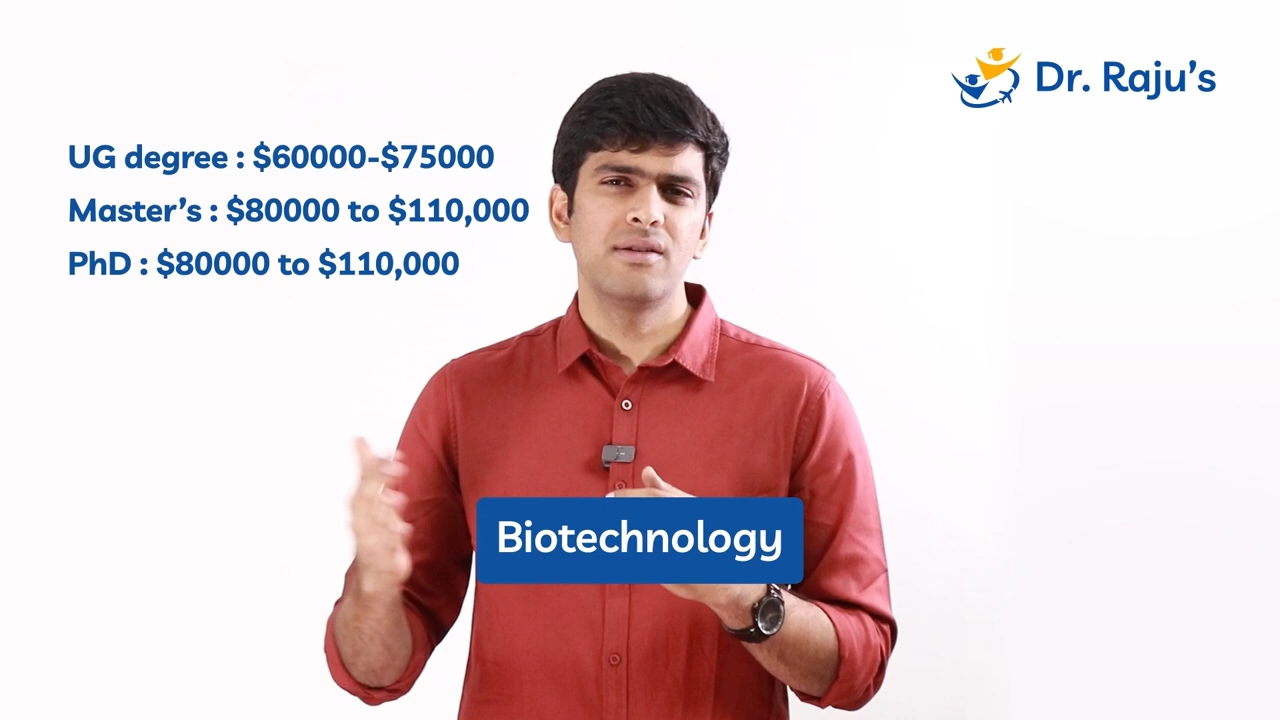 Dr. Raju's
UG degree : $60000-$75000
Master's : $80000 to $110,000
PhD : $80000 to $110,000
Biotechnology